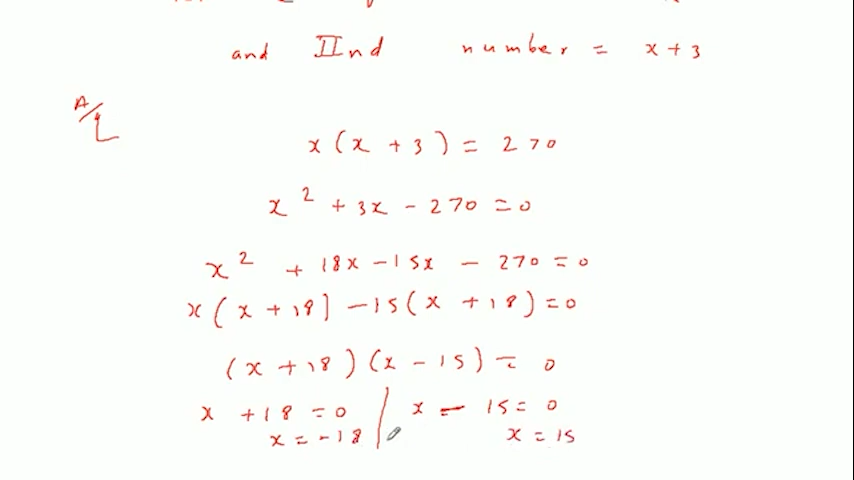 and IInd number = x + 3
A/Q
x(x + 3) = 270
x² + 3x - 270 = 0
x² + 18x - 15x - 270 = 0
x(x + 18) - 15(x + 18) = 0
(x + 18)(x - 15) = 0
x + 18 = 0 / x - 15 = 0
x = -18 x = 15